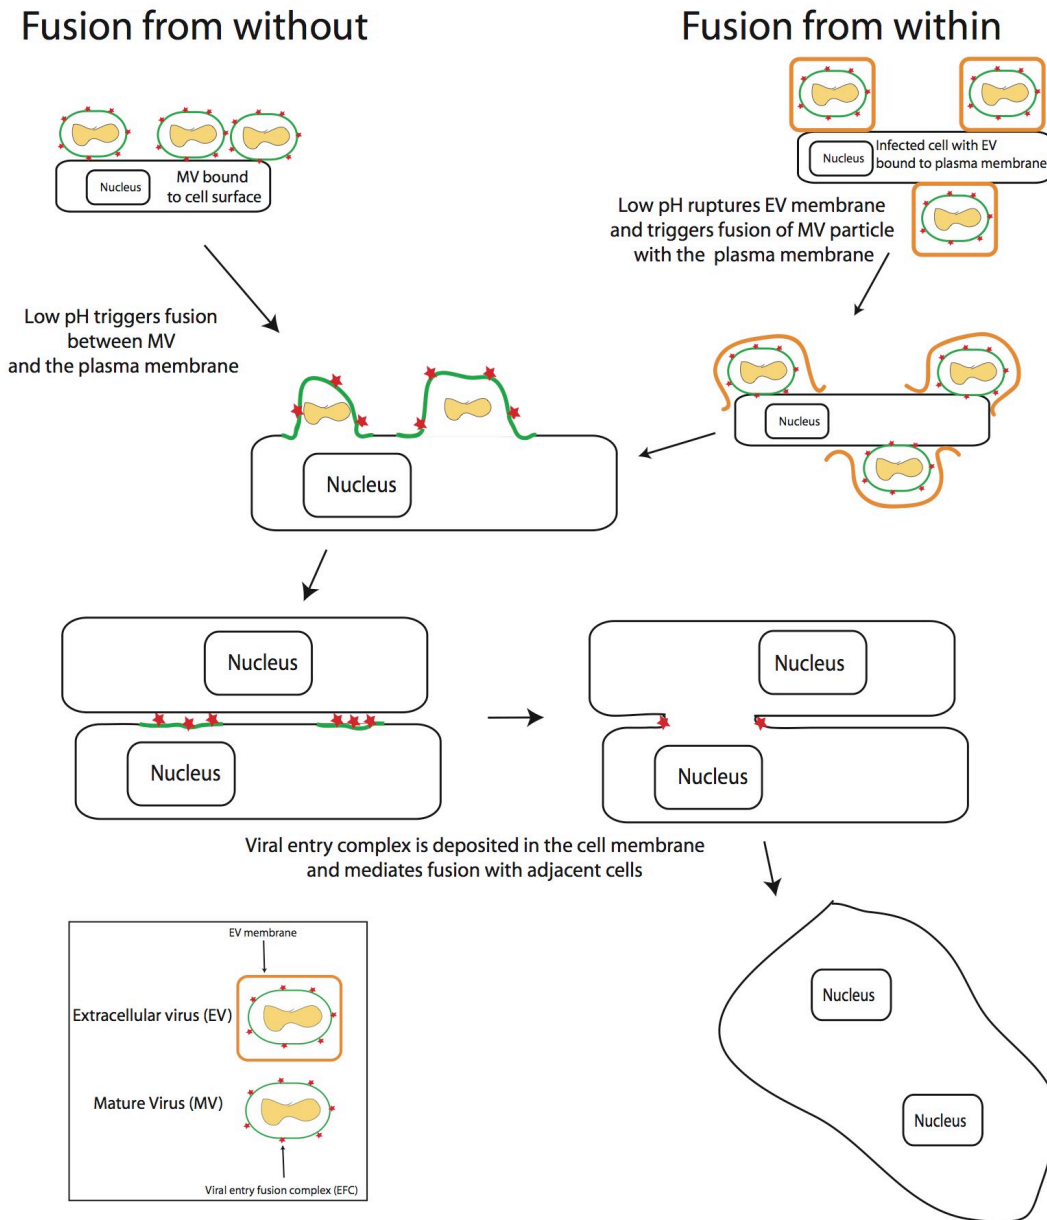 Fusion from without
Fusion from within
Nucleus
MV bound
to cell surface
Nucleus
Infected cell with EV
bound to plasma membrane
Low pH ruptures EV membrane
and triggers fusion of MV particle
with the plasma membrane
Low pH triggers fusion
between MV
and the plasma membrane
Nucleus
Nucleus
Nucleus
Nucleus
Nucleus
Nucleus
Viral entry complex is deposited in the cell membrane
and mediates fusion with adjacent cells
EV membrane
Extracellular virus (EV)
Mature Virus (MV)
Viral entry fusion complex (EFC)
Nucleus
Nucleus